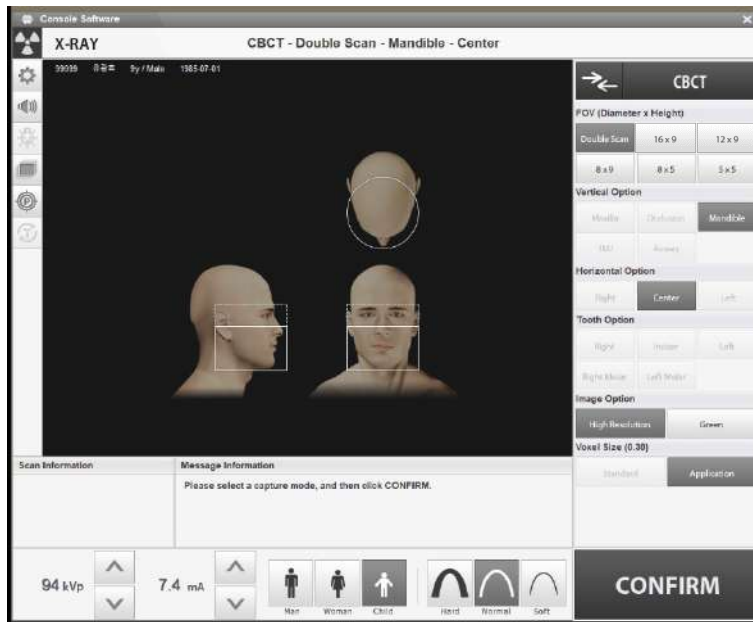 Console Software
X-RAY
CBCT - Double Scan - Mandible - Center
99999 9y / Male 1985-07-01
CBCT
FOV (Diameter x Height)
Double Scan 16 x 9 12 x 9
8 x 9 8 x 5 5 x 5
Vertical Option
Maxilla Occlusion Mandible
TMJ
Horizontal Option
Right Center Left
Tooth Option
Right Incisor Left
Right Molar Left Molar
Image Option
High Resolution Green
Voxel Size (0.30)
Standard Application
Scan Information
Message Information
Please select a capture mode, and then click CONFIRM.
94 kVp
7.4 mA
Man Woman Child
Hard Normal Soft
CONFIRM